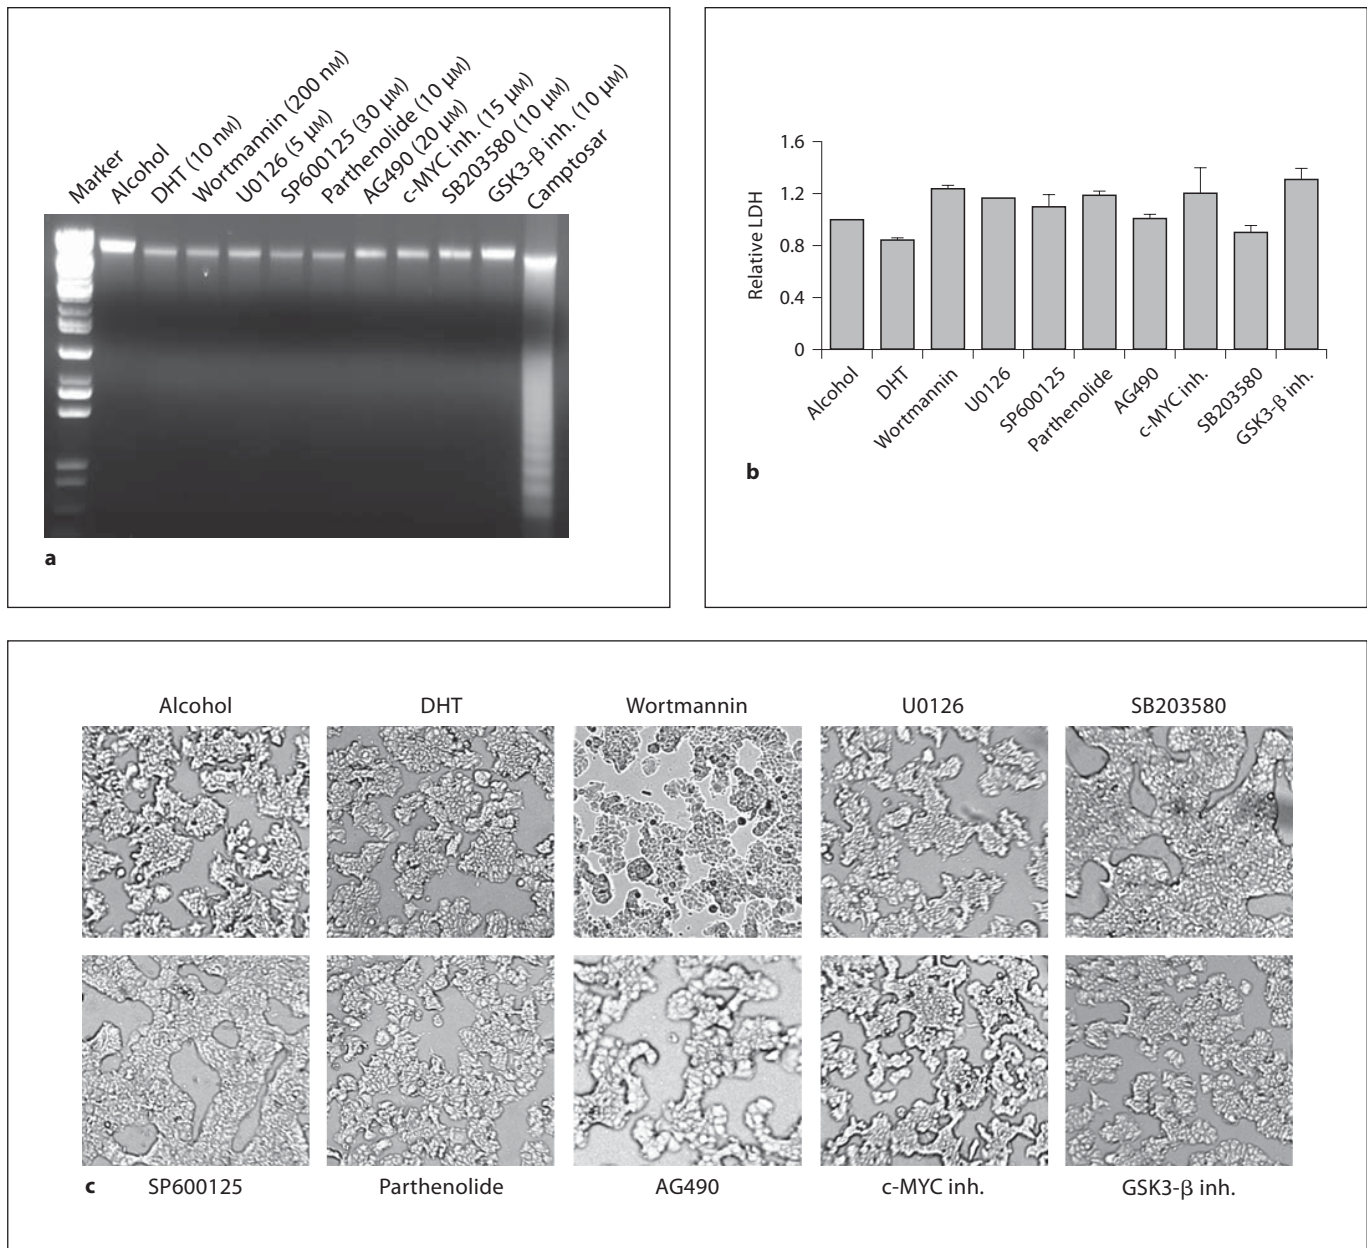 Marker
Alcohol
DHT (10 nM)
Wortmannin (200 nM)
U0126 (5 µM)
SP600125 (30 µM)
Parthenolide (10 µM)
AG490 (20 µM)
c-MYC inh. (15 µM)
SB203580 (10 µM)
GSK3-β inh. (10 µM)
Camptosar
a
1.6
1.2
0.8
0.4
0
Relative LDH
Alcohol
DHT
Wortmannin
U0126
SP600125
Parthenolide
AG490
c-MYC inh.
SB203580
GSK3-β inh.
b
Alcohol DHT Wortmannin U0126 SB203580
c SP600125 Parthenolide AG490 c-MYC inh. GSK3-β inh.